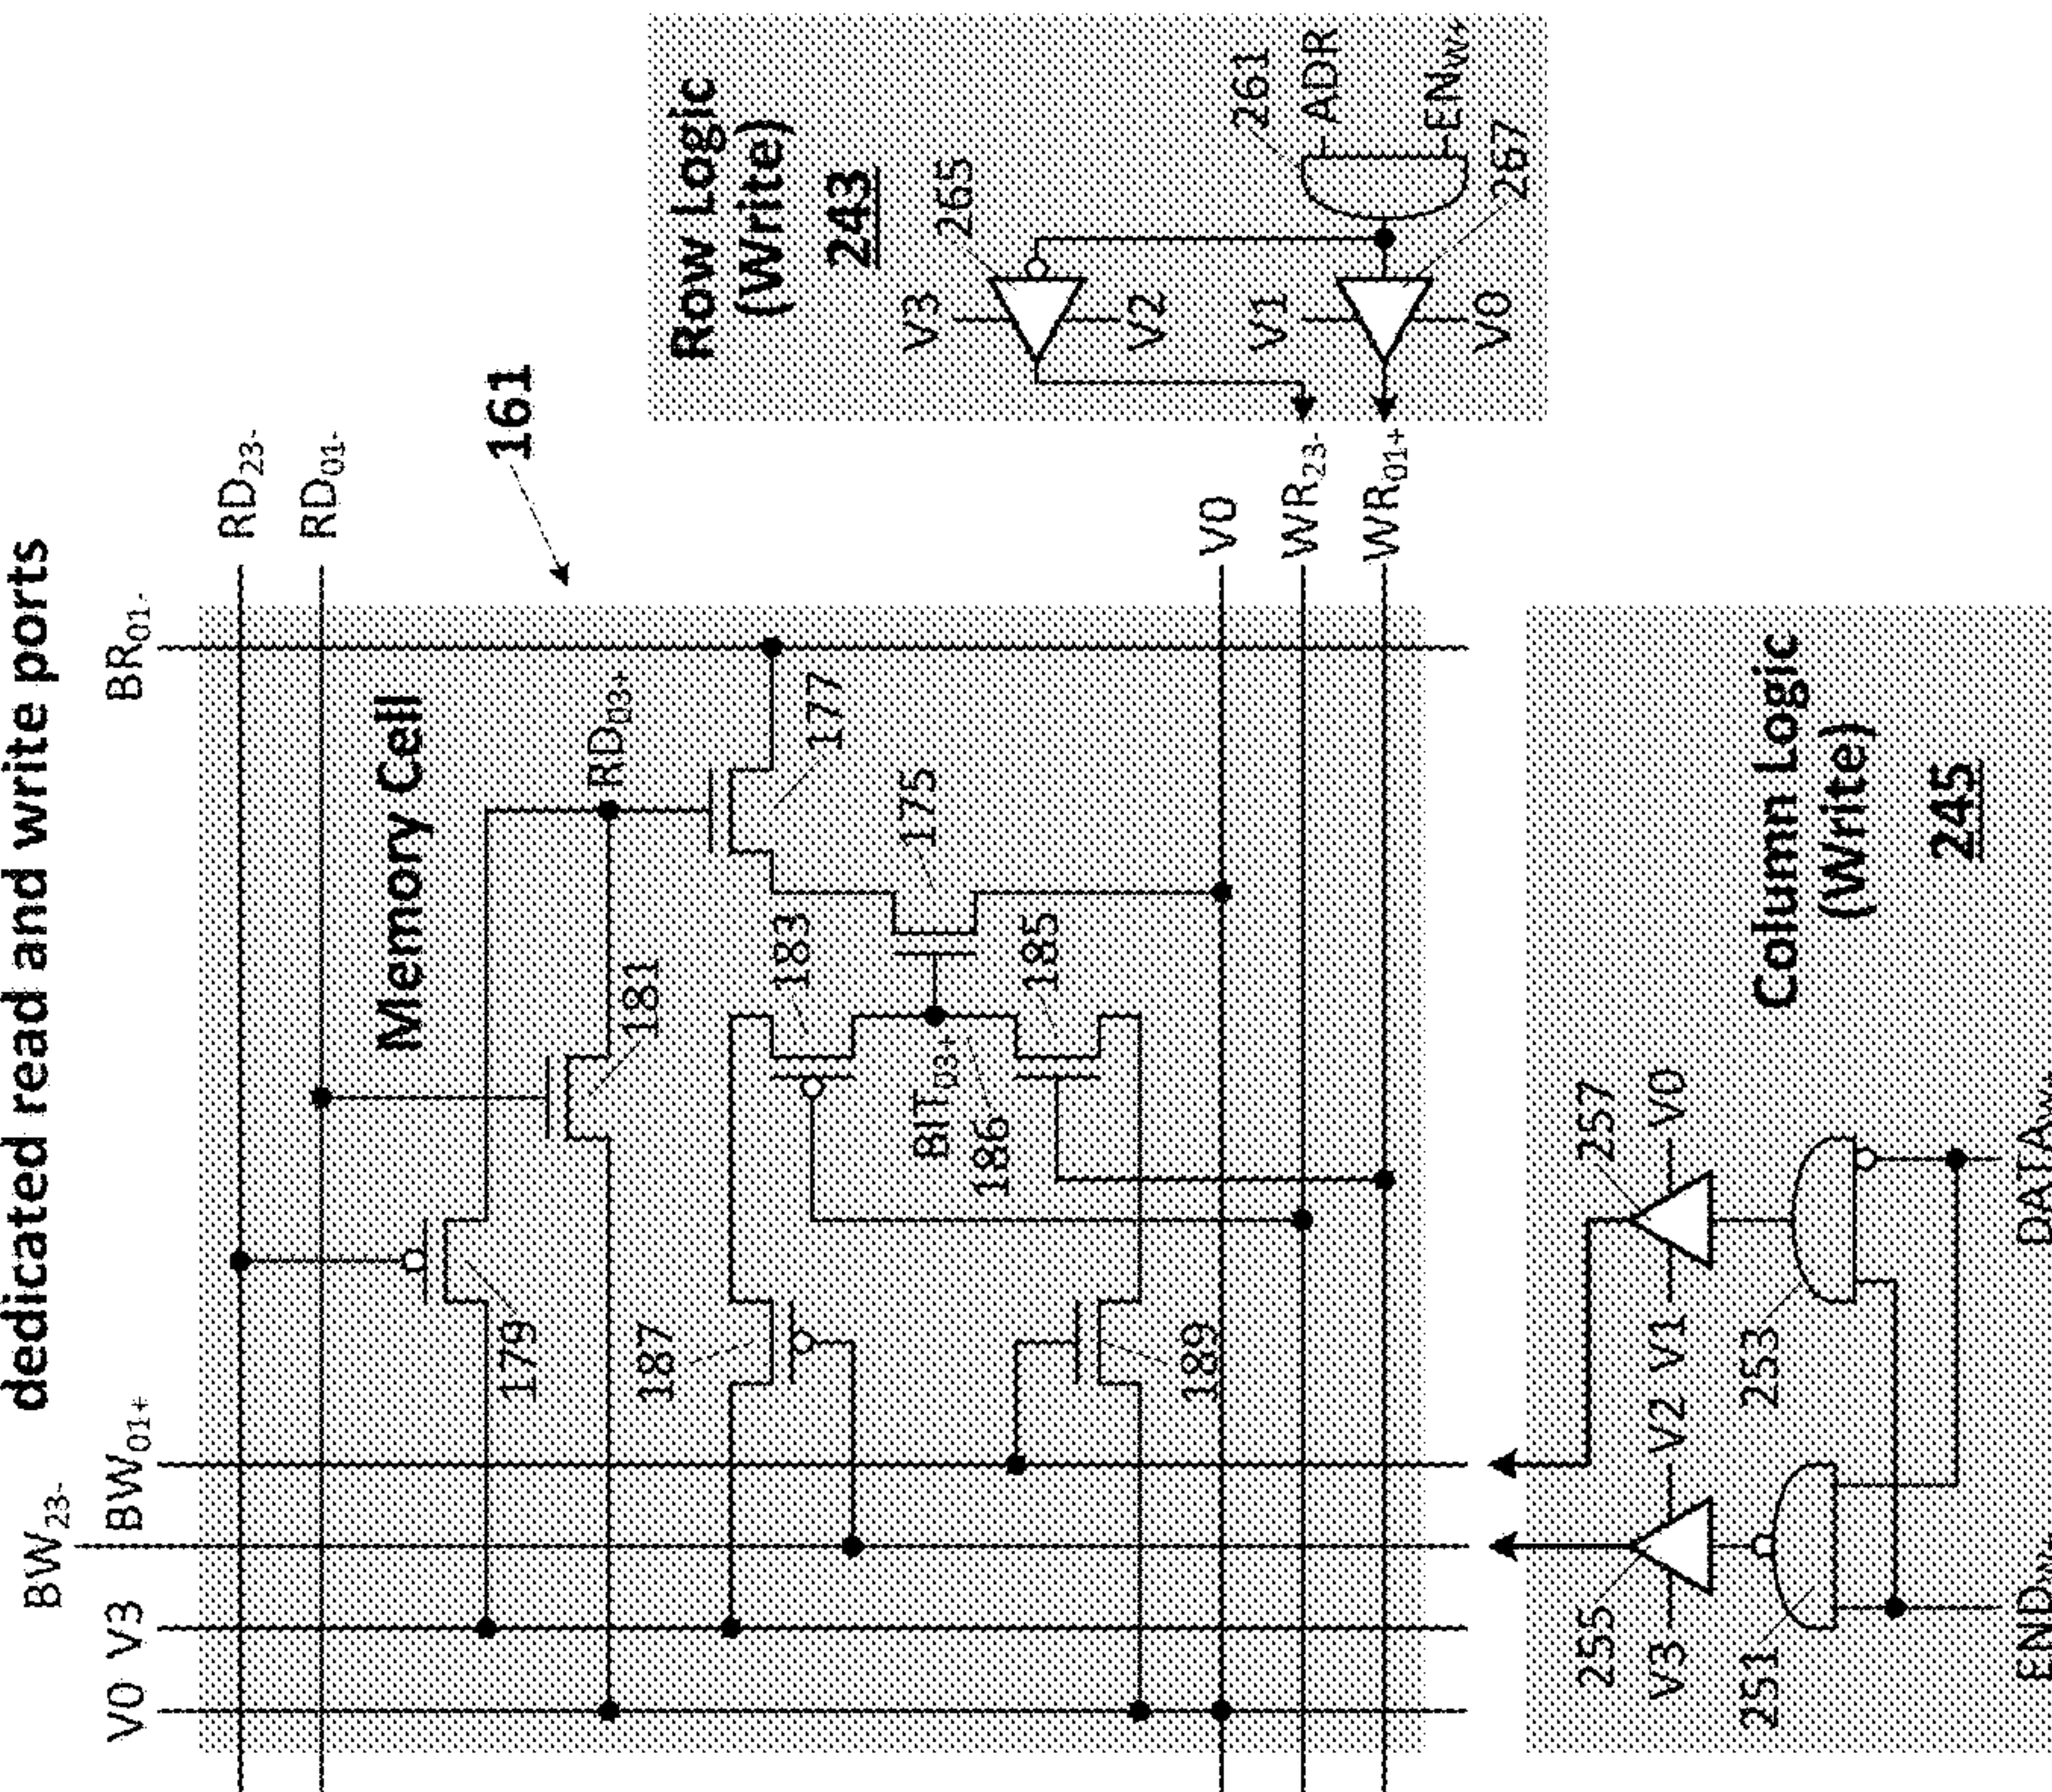 dedicated read and write ports
BW23-
V0 V3 BW01+
BR01-
RD23-
RD01-
Memory Cell
161
179
181
RD03+
177
187
183
175
BIT03+
186
185
189
V0
WR23-
WR01+
Row Logic
(Write)
243
265
V3
V2
261
V1
ADR
V0
267
Column Logic
(Write)
245
255
257
V3
V2 V1
V0
251
253